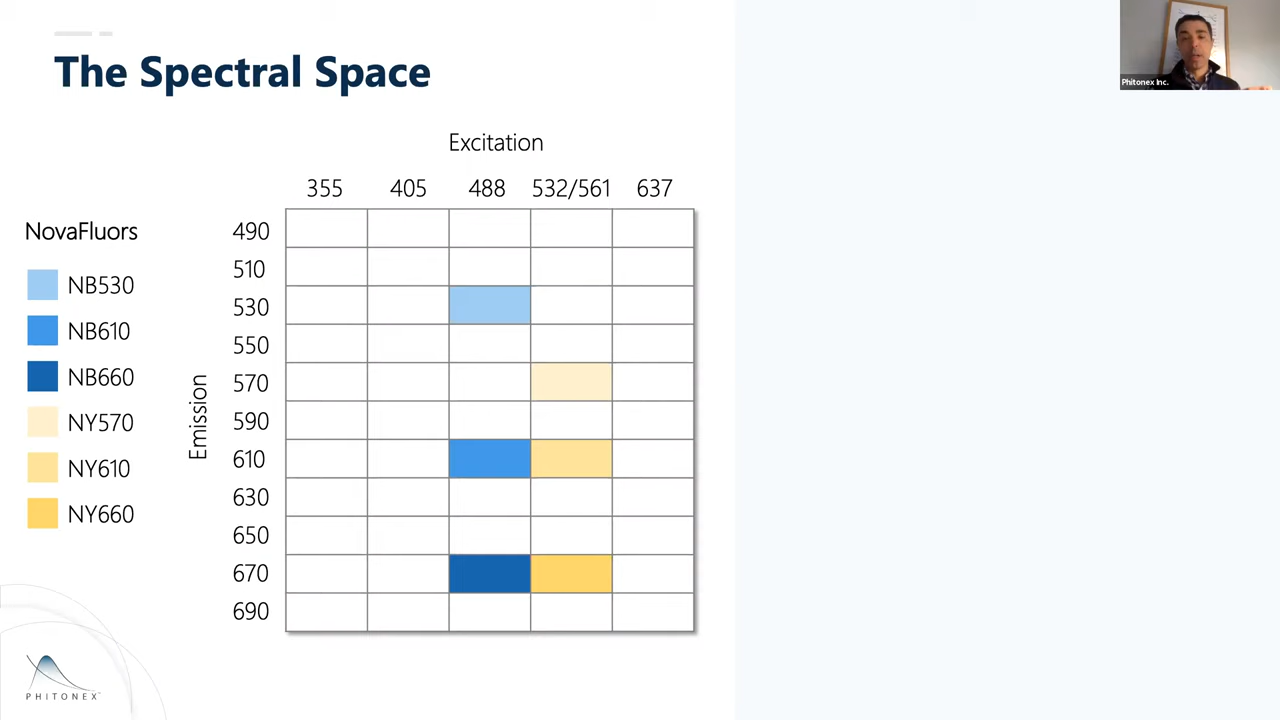 The Spectral Space
Phitonex Inc.
Excitation
355 405 488 532/561 637
NovaFluors
NB530
NB610
NB660
NY570
NY610
NY660
Emission
490
510
530
550
570
590
610
630
650
670
690
PHITONEX